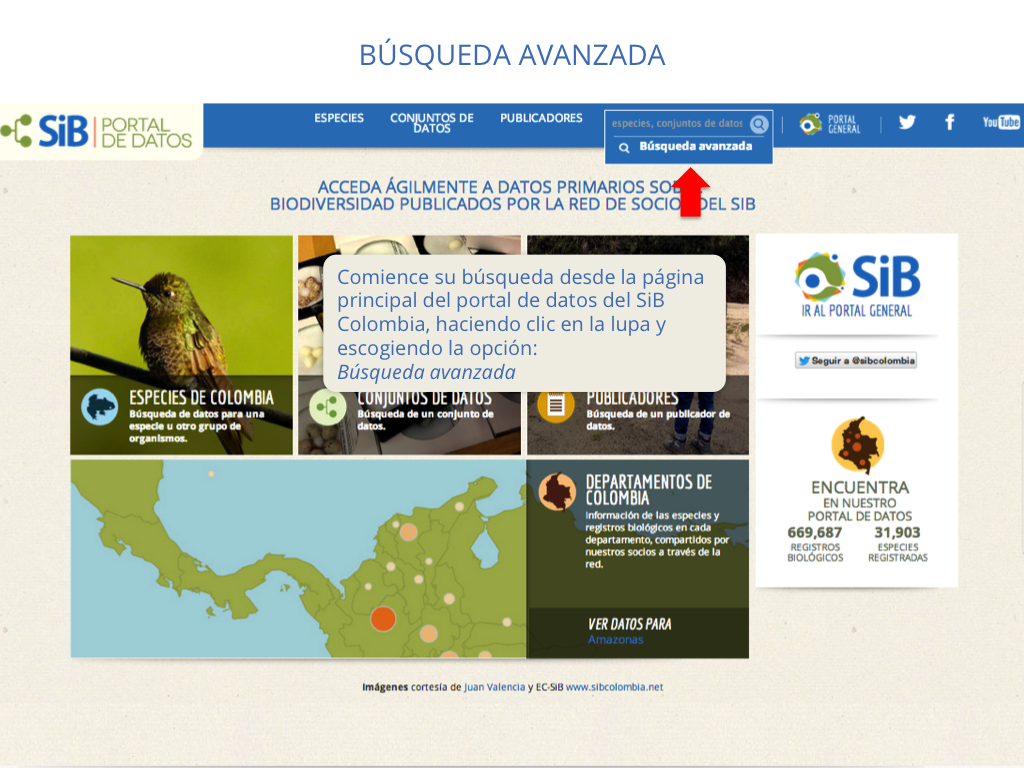 BÚSQUEDA AVANZADA
SiB PORTAL DE DATOS
ESPECIES
CONJUNTOS DE
DATOS
PUBLICADORES
especies, conjuntos de datos
Búsqueda avanzada
PORTAL
GENERAL
YouTube
ACCEDA ÁGILMENTE A DATOS PRIMARIOS
BIODIVERSIDAD PUBLICADOS POR LA RED DE SOCIO DEL SIB
Comience su búsqueda desde la página
principal del portal de datos del SiB
Colombia, haciendo clic en la lupa y
escogiendo la opción:
Búsqueda avanzada
ESPECIES DE COLOMBIA
Búsqueda de datos para una
especie u otro grupo de
organismos.
CONJUNTOS DE DATOS
Búsqueda de un conjunto de
datos.
PUBLICADORES
Búsqueda de un publicador de
datos.
SiB
IR AL PORTAL GENERAL
Seguir a @sibcolombia
ENCUENTRA
EN NUESTRO
PORTAL DE DATOS
669,687 31,903
REGISTROS ESPECIES
BIOLÓGICOS REGISTRADAS
DEPARTAMENTOS DE
COLOMBIA
Información de las especies y
registros biológicos en cada
departamento, compartidos por
nuestros socios a través de la
red.
VER DATOS PARA
Amazonas
Imágenes cortesía de Juan Valencia y EC-SiB www.sibcolombia.net